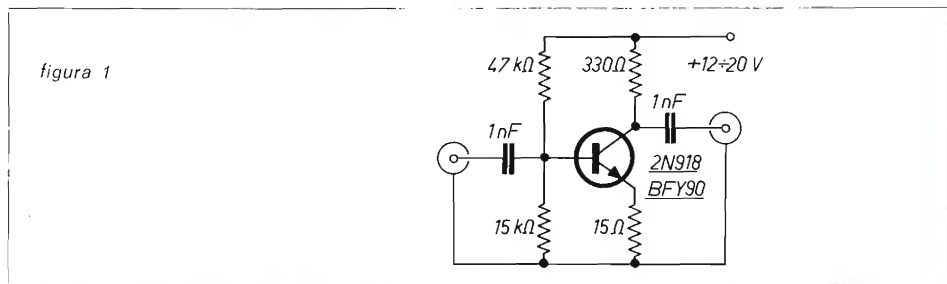 figura 1
47 kΩ
330Ω
+12÷20 V
1nF
1nF
2N918
BFY90
15 kΩ
15Ω